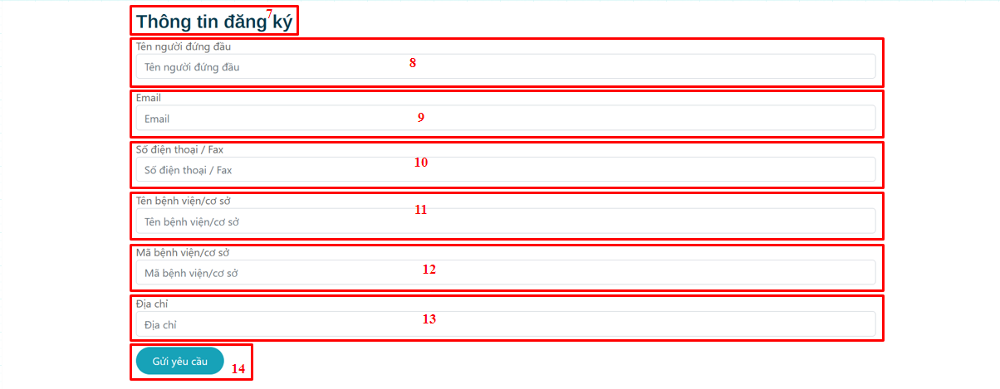 Thông tin đăng ký 7
Tên người đứng đầu
Tên người đứng đầu 8
Email
Email 9
Số điện thoại / Fax
Số điện thoại / Fax 10
Tên bệnh viện/cơ sở
11
Tên bệnh viện/cơ sở
Mã bệnh viện/cơ sở
Mã bệnh viện/cơ sở 12
Địa chỉ
Địa chỉ 13
Gửi yêu cầu 14